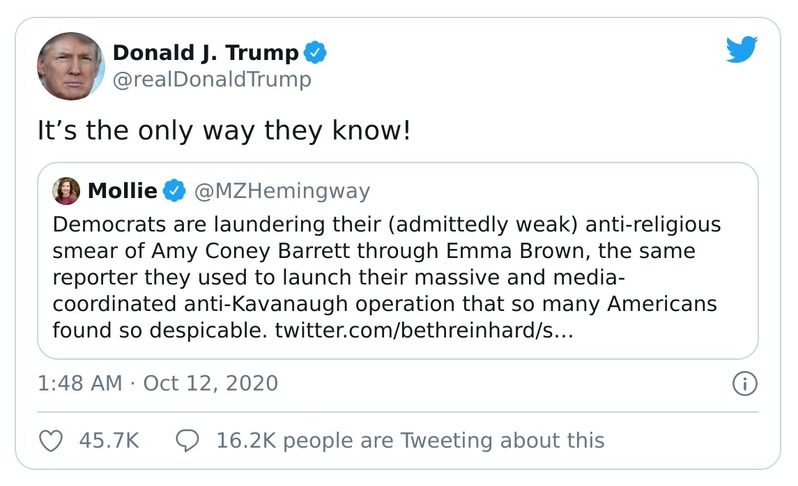 Donald J. Trump
@realDonaldTrump
It’s the only way they know!
Mollie @MZHemingway
Democrats are laundering their (admittedly weak) anti-religious
smear of Amy Coney Barrett through Emma Brown, the same
reporter they used to launch their massive and media-
coordinated anti-Kavanaugh operation that so many Americans
found so despicable. twitter.com/bethreinhard/s…
1:48 AM · Oct 12, 2020
45.7K 16.2K people are Tweeting about this